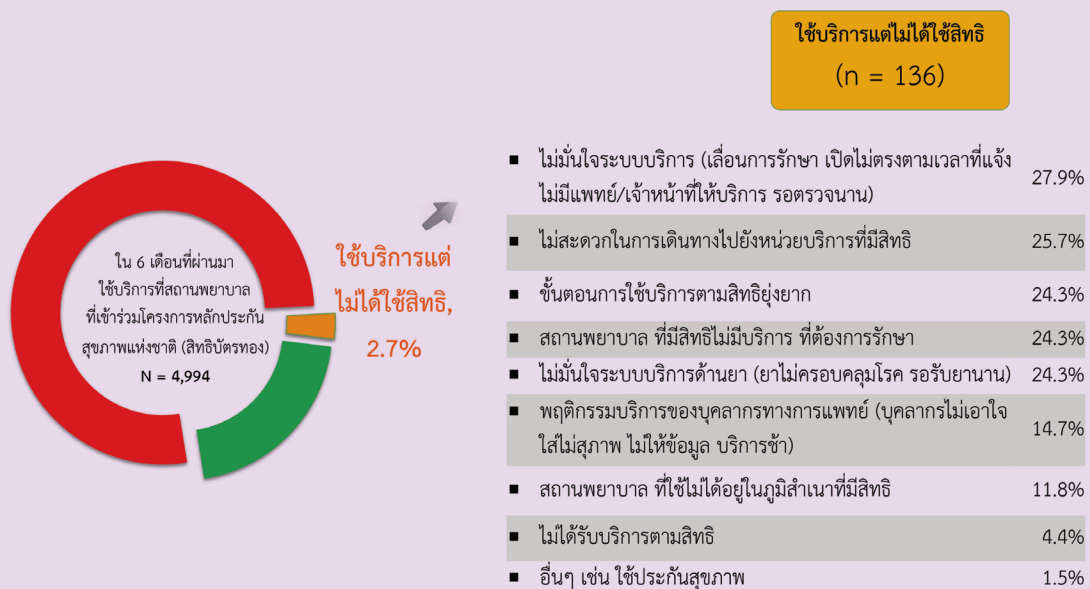 ใช้บริการแต่ไม่ได้ใช้สิทธิ
(n = 136)
ใน 6 เดือนที่ผ่านมา
ใช้บริการที่สถานพยาบาล
ที่เข้าร่วมโครงการหลักประกัน
สุขภาพแห่งชาติ (สิทธิบัตรทอง)
N = 4,994
ใช้บริการแต่
ไม่ได้ใช้สิทธิ,
2.7%
▪ ไม่มั่นใจระบบบริการ (เลื่อนการรักษา เปิดไม่ตรงตามเวลาที่แจ้ง
ไม่มีแพทย์/เจ้าหน้าที่ให้บริการ รอตรวจนาน) 27.9%
▪ ไม่สะดวกในการเดินทางไปยังหน่วยบริการที่มีสิทธิ 25.7%
▪ ขั้นตอนการใช้บริการตามสิทธิยุ่งยาก 24.3%
▪ สถานพยาบาล ที่มีสิทธิไม่มีบริการ ที่ต้องการรักษา 24.3%
▪ ไม่มั่นใจระบบบริการด้านยา (ยาไม่ครอบคลุมโรค รอรับยานาน) 24.3%
▪ พฤติกรรมบริการของบุคลากรทางการแพทย์ (บุคลากรไม่เอาใจ
ใส่ไม่สุภาพ ไม่ให้ข้อมูล บริการช้า) 14.7%
▪ สถานพยาบาล ที่ใช้ไม่ได้อยู่ในภูมิลำเนาที่มีสิทธิ 11.8%
▪ ไม่ได้รับบริการตามสิทธิ 4.4%
▪ อื่นๆ เช่น ใช้ประกันสุขภาพ 1.5%